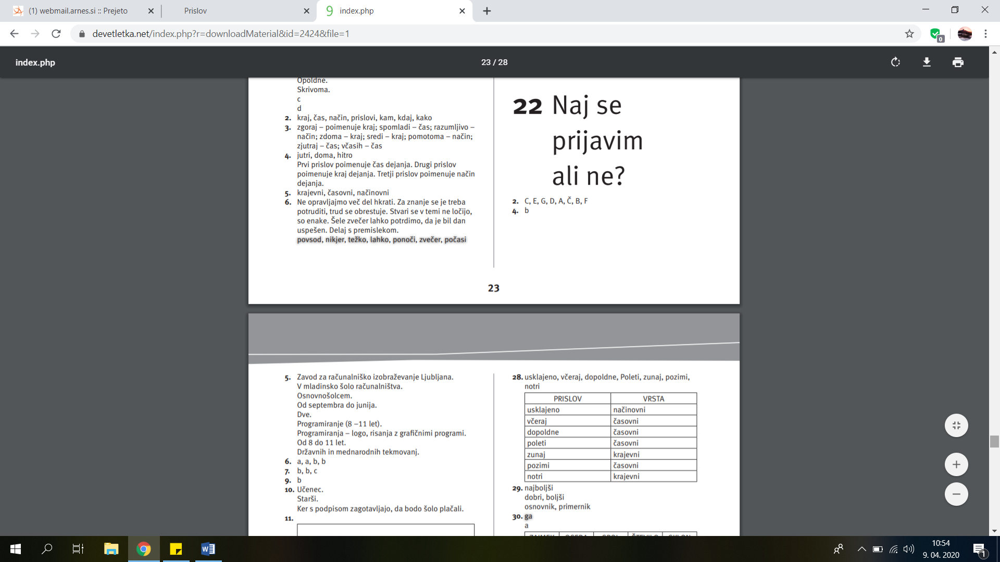 (1) webmail.arnes.si :: Prejeto
Prislov
index.php
devetletka.net/index.php?r=downloadMaterial&id=2424&file=1
0
index.php
23 / 28
Opoldne.
Skrivoma.
c
d
2. kraj, čas, način, prislovi, kam, kdaj, kako
3. zgoraj – poimenuje kraj; spomladi – čas; razumljivo –
način; zdoma – kraj; sredi – kraj; pomotoma – način;
zjutraj – čas; včasih – čas
4. jutri, doma, hitro
Prvi prislov poimenuje čas dejanja. Drugi prislov
poimenuje kraj dejanja. Tretji prislov poimenuje način
dejanja.
5. krajevni, časovni, načinovni
6. Ne opravljajmo več del hkrati. Za znanje se je treba
potruditi, trud se obrestuje. Stvari se v temi ne ločijo,
so enake. Šele zvečer lahko potrdimo, da je bil dan
uspešen. Delaj s premislekom.
povsod, nikjer, težko, lahko, ponoči, zvečer, počasi
22 Naj se
prijavim
ali ne?
2. C, E, G, D, A, Č, B, F
4. b
23
5. Zavod za računalniško izobraževanje Ljubljana.
V mladinsko šolo računalništva.
Osnovnošolcem.
Od septembra do junija.
Dve.
Programiranje (8 –11 let).
Programiranja – logo, risanja z grafičnimi programi.
Od 8 do 11 let.
Državnih in mednarodnih tekmovanj.
6. a, a, b, b
7. b, b, c
9. b
10. Učenec.
Starši.
Ker s podpisom zagotavljajo, da bodo šolo plačali.
11.
28. usklajeno, včeraj, dopoldne, Poleti, zunaj, pozimi,
notri
PRISLOV VRSTA
usklajeno načinovni
včeraj časovni
dopoldne časovni
poleti časovni
zunaj krajevni
pozimi časovni
notri krajevni
29. najboljši
dobri, boljši
osnovnik, primernik
30. ga
a
ZAIMEK OSEBA SPOL ŠTEVILO SKLON
10:54
9. 04. 2020
1